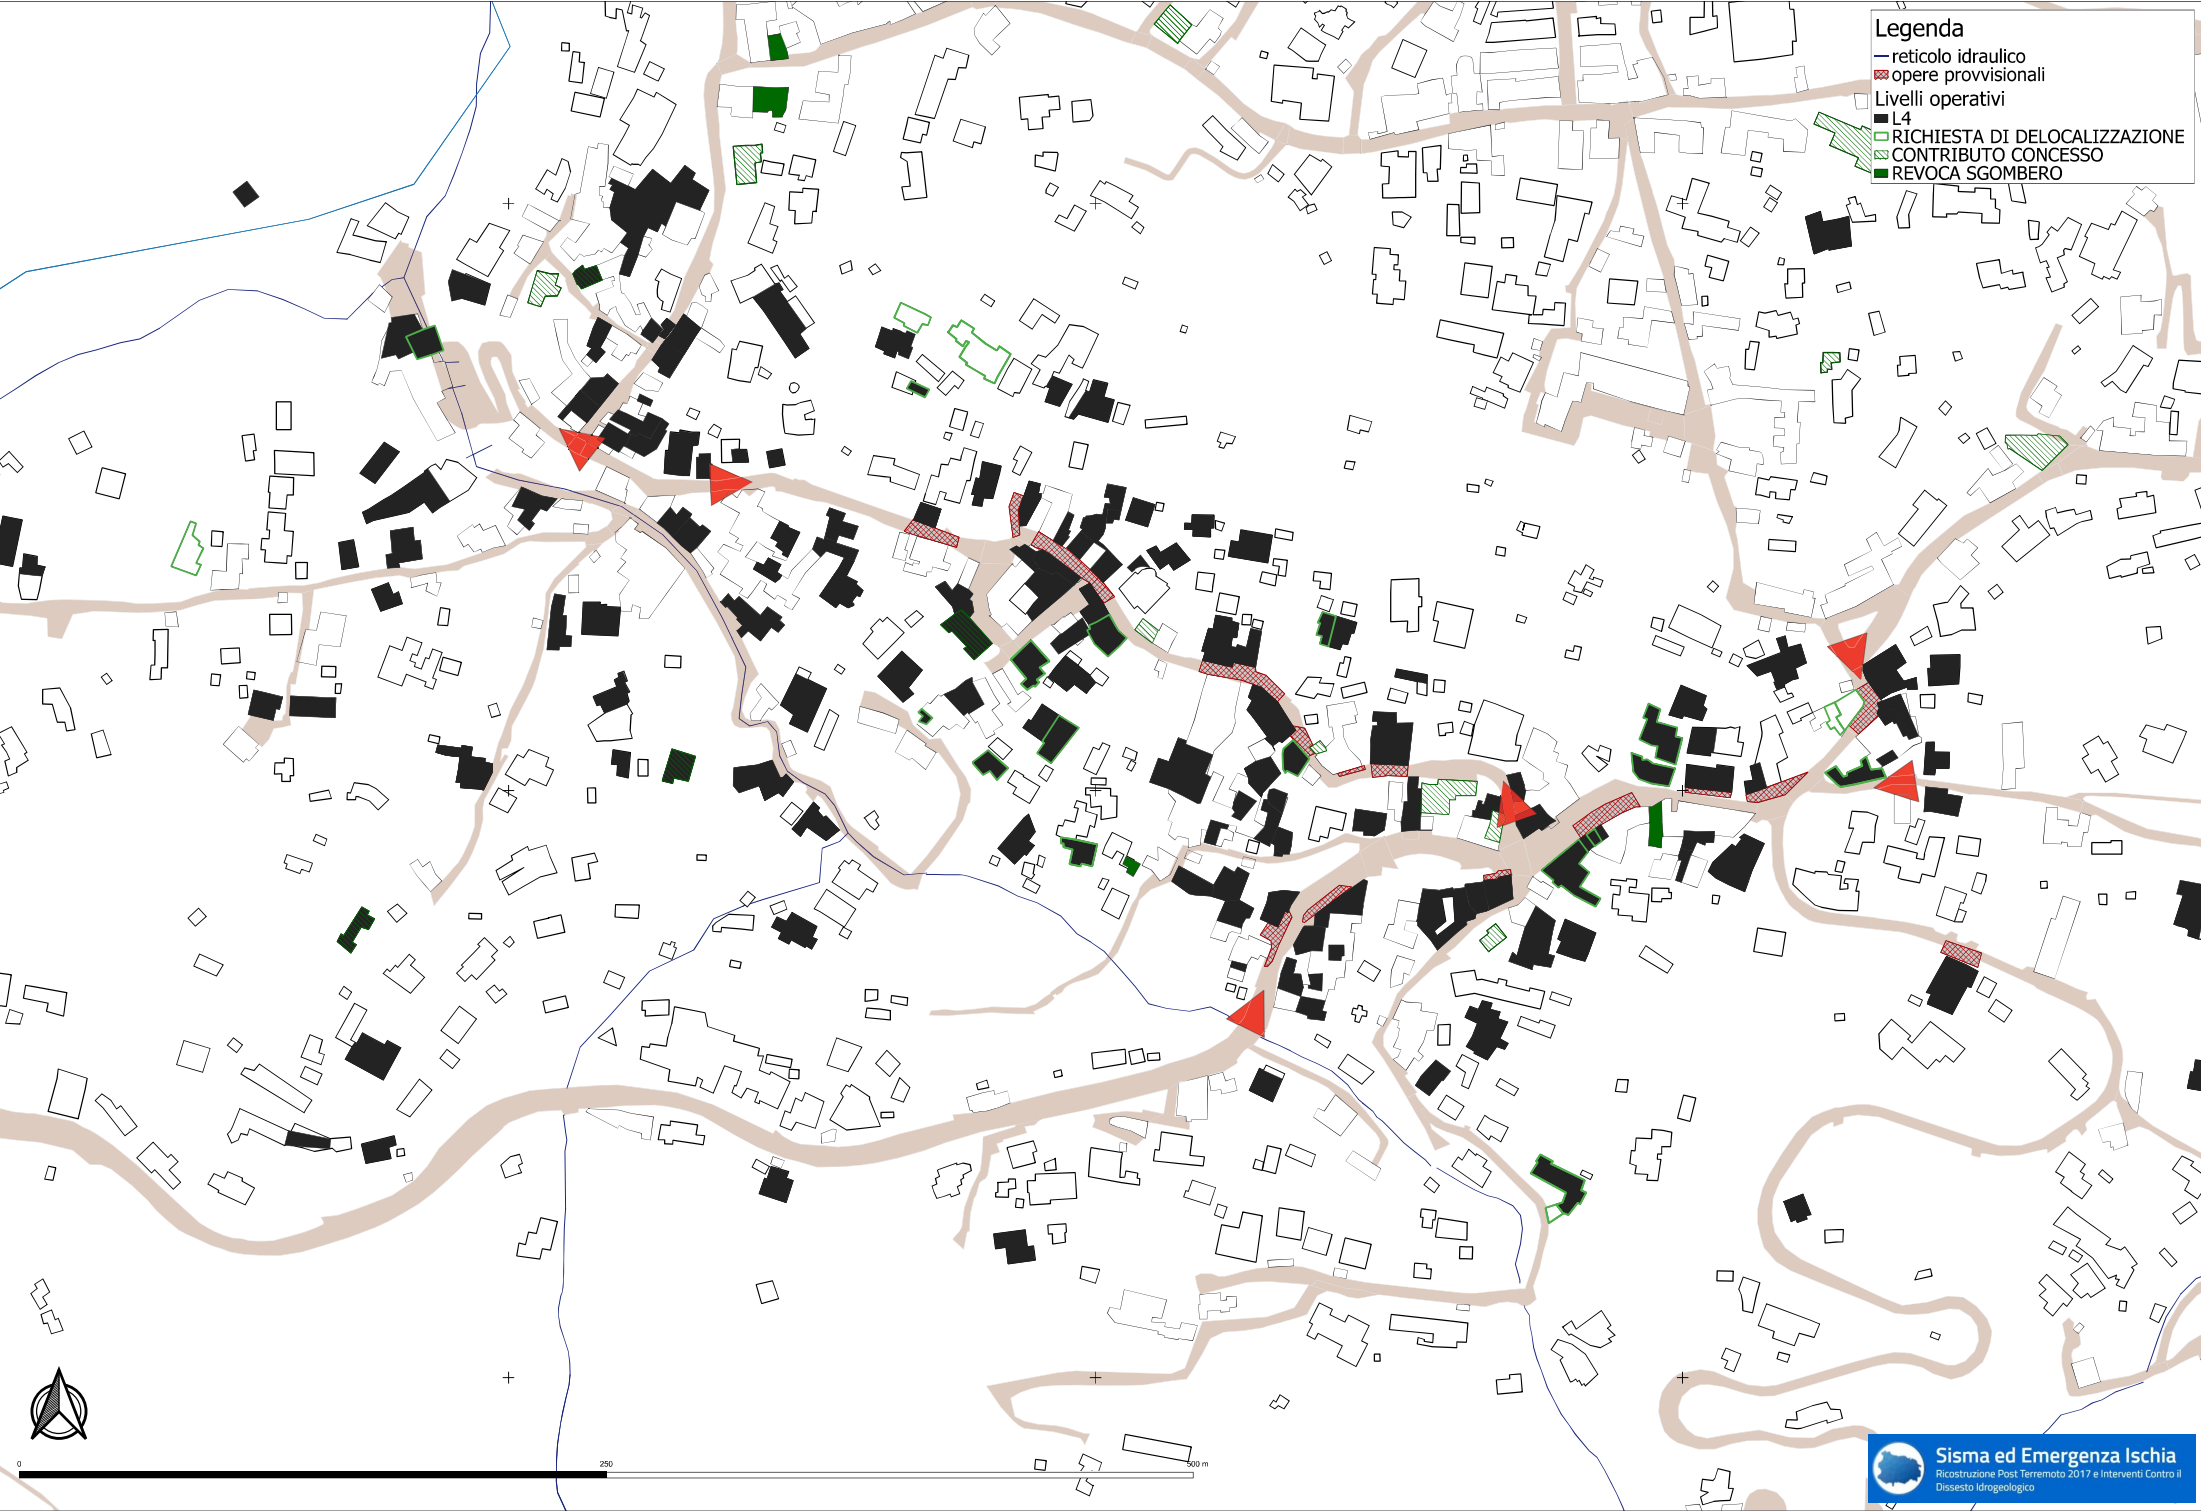 Legenda
reticolo idraulico
opere provvisionali
Livelli operativi
L4
RICHIESTA DI DELOCALIZZAZIONE
CONTRIBUTO CONCESSO
REVOCA SGOMBERO
0
250
500 m
Sisma ed Emergenza Ischia
Ricostruzione Post Terremoto 2017 e Interventi Contro il
Dissesto Idrogeologico